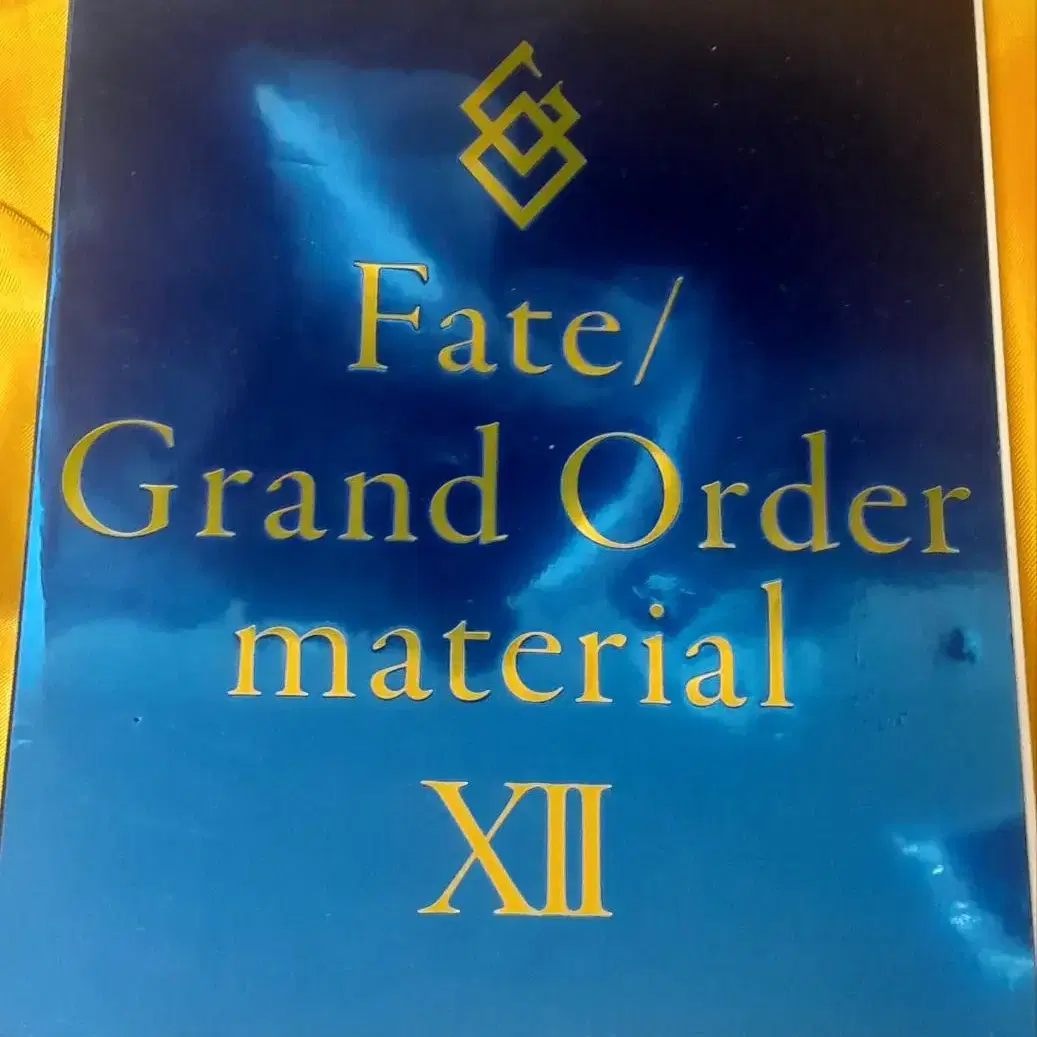 Fate/
Grand Order
material
XII